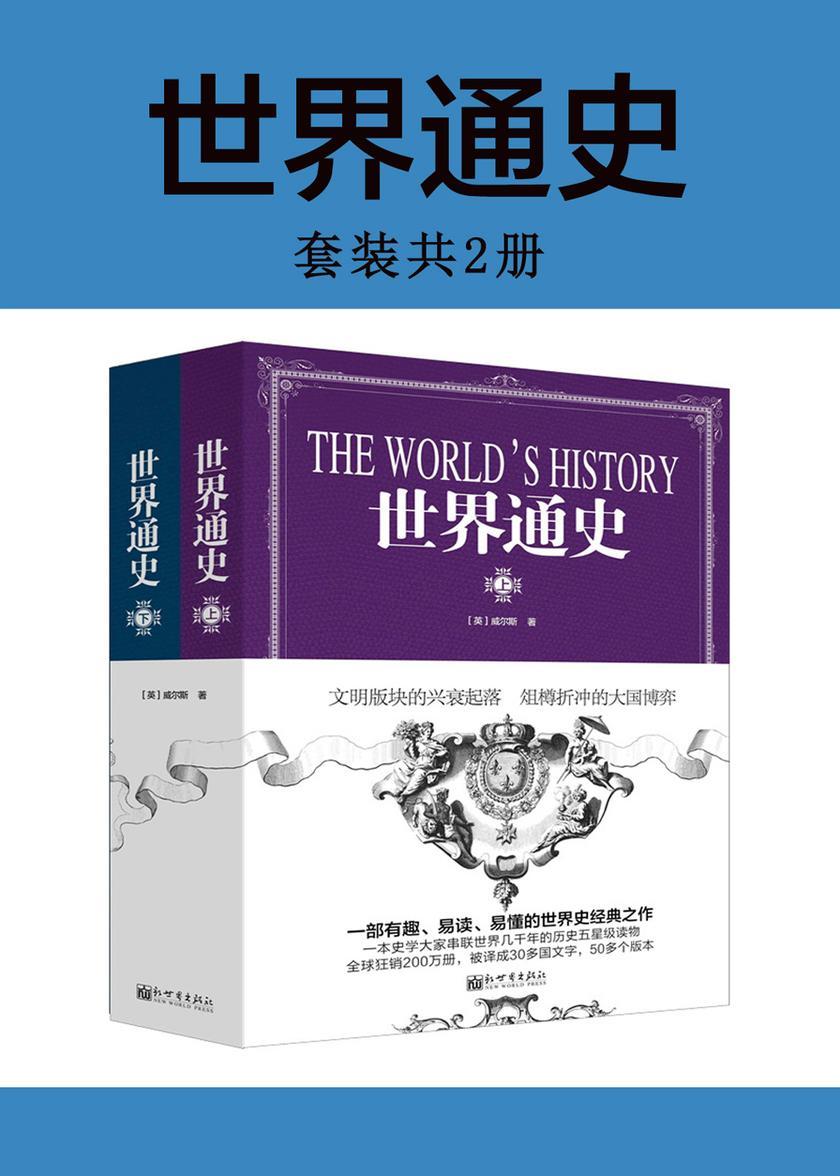 世界通史
套装共2册
世界通史
下
[英]威尔斯 著
世界通史
上
新世界出版社
NEW WORLD PRESS
THE WORLD'S HISTORY
世界通史
上
[英]威尔斯 著
文明版块的兴衰起落 俎樽折冲的大国博弈
一部有趣、易读、易懂的世界史经典之作
一本史学大家串联世界几千年的历史五星级读物
全球狂销200万册，被译成30多国文字，50多个版本
新世界出版社
NEW WORLD PRESS